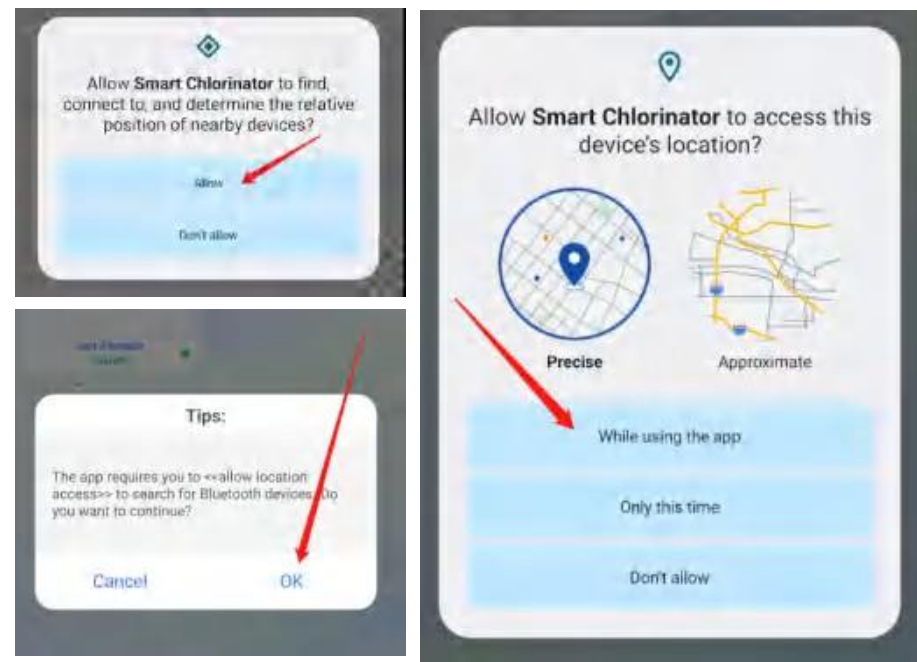 Allow Smart Chlorinator to find,
connect to, and determine the relative
position of nearby devices?
Allow
Don't allow
Tips:
The app requires you to <<allow location
access>> to search for Bluetooth devices. Do
you want to continue?
Cancel
OK
Allow Smart Chlorinator to access this
device's location?
Precise
Approximate
While using the app
Only this time
Don't allow